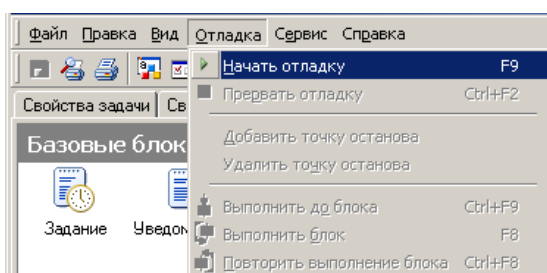 Файл Правка Вид Отладка Сервис Справка
Начать отладку F9
Прервать отладку Ctrl+F2
Свойства задачи Св
Добавить точку останова
Базовые блок
Удалить точку останова
Выполнить до блока Ctrl+F9
Задание Уведом
Выполнить блок F8
Повторить выполнение блока Ctrl+F8